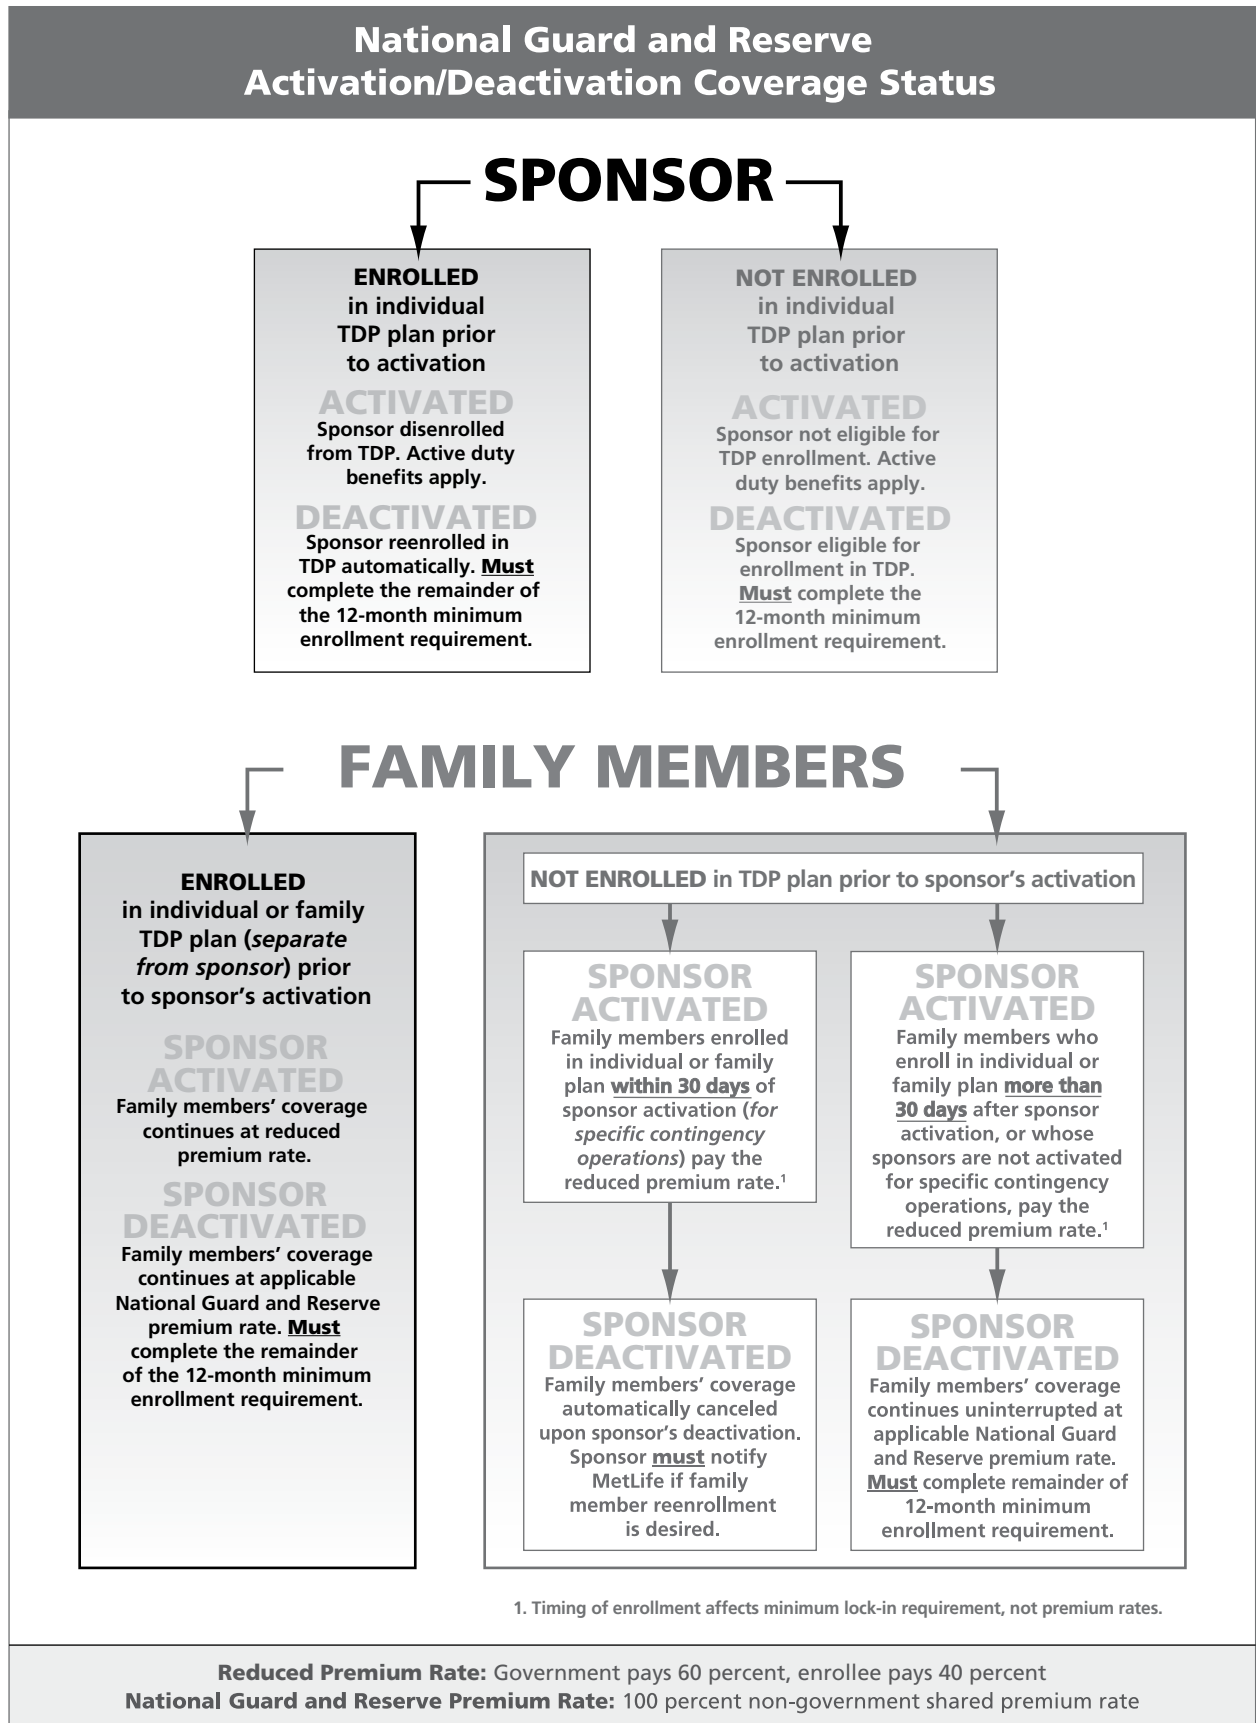 National Guard and Reserve
Activation/Deactivation Coverage Status
SPONSOR
ENROLLED
in individual
TDP plan prior
to activation
ACTIVATED
Sponsor disenrolled
from TDP. Active duty
benefits apply.
DEACTIVATED
Sponsor reenrolled in
TDP automatically. Must
complete the remainder of
the 12-month minimum
enrollment requirement.
NOT ENROLLED
in individual
TDP plan prior
to activation
ACTIVATED
Sponsor not eligible for
TDP enrollment. Active
duty benefits apply.
DEACTIVATED
Sponsor eligible for
enrollment in TDP.
Must complete the
12-month minimum
enrollment requirement.
FAMILY MEMBERS
ENROLLED
in individual or family
TDP plan (separate
from sponsor) prior
to sponsor's activation
SPONSOR
ACTIVATED
Family members' coverage
continues at reduced
premium rate.
SPONSOR
DEACTIVATED
Family members' coverage
continues at applicable
National Guard and Reserve
premium rate. Must
complete the remainder
of the 12-month minimum
enrollment requirement.
NOT ENROLLED in TDP plan prior to sponsor's activation
SPONSOR
ACTIVATED
Family members enrolled
in individual or family
plan within 30 days of
sponsor activation (for
specific contingency
operations) pay the
reduced premium rate.¹
SPONSOR
DEACTIVATED
Family members' coverage
automatically canceled
upon sponsor's deactivation.
Sponsor must notify
MetLife if family
member reenrollment
is desired.
SPONSOR
ACTIVATED
Family members who
enroll in individual or
family plan more than
30 days after sponsor
activation, or whose
sponsors are not activated
for specific contingency
operations, pay the
reduced premium rate.¹
SPONSOR
DEACTIVATED
Family members' coverage
continues uninterrupted at
applicable National Guard
and Reserve premium rate.
Must complete remainder of
12-month minimum
enrollment requirement.
1. Timing of enrollment affects minimum lock-in requirement, not premium rates.
Reduced Premium Rate: Government pays 60 percent, enrollee pays 40 percent
National Guard and Reserve Premium Rate: 100 percent non-government shared premium rate